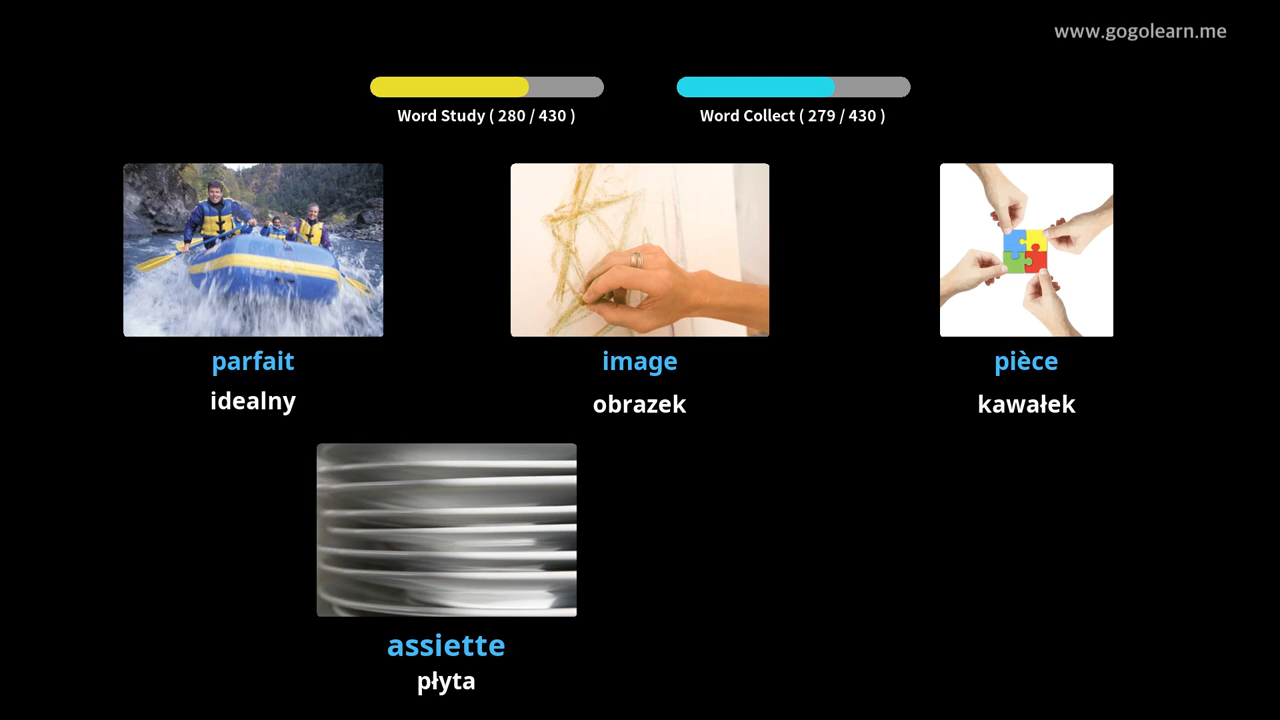 www.gogolearn.me
Word Study ( 280 / 430 )
Word Collect ( 279 / 430 )
parfait
idealny
image
obrazek
pièce
kawałek
assiette
płyta